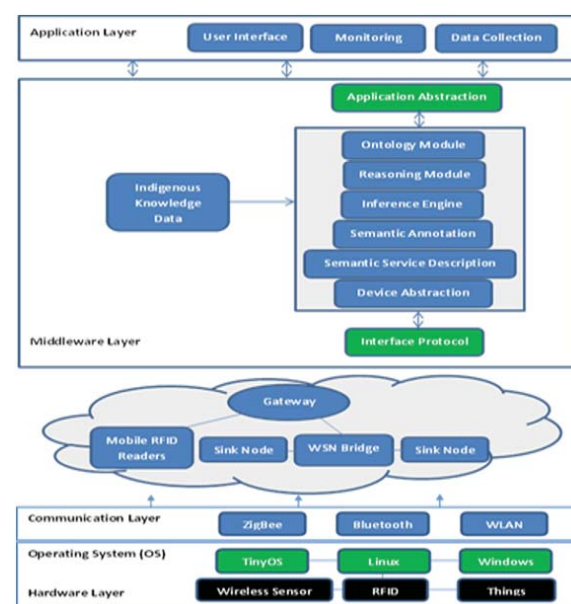 Application Layer
User Interface
Monitoring
Data Collection
Application Abstraction
Ontology Module
Reasoning Module
Inference Engine
Semantic Annotation
Semantic Service Description
Device Abstraction
Indigenous
Knowledge
Data
Interface Protocol
Middleware Layer
Gateway
Mobile RFID
Readers
Sink Node
WSN Bridge
Sink Node
Communication Layer
ZigBee
Bluetooth
WLAN
Operating System (OS)
TinyOS
Linux
Windows
Hardware Layer
Wireless Sensor
RFID
Things